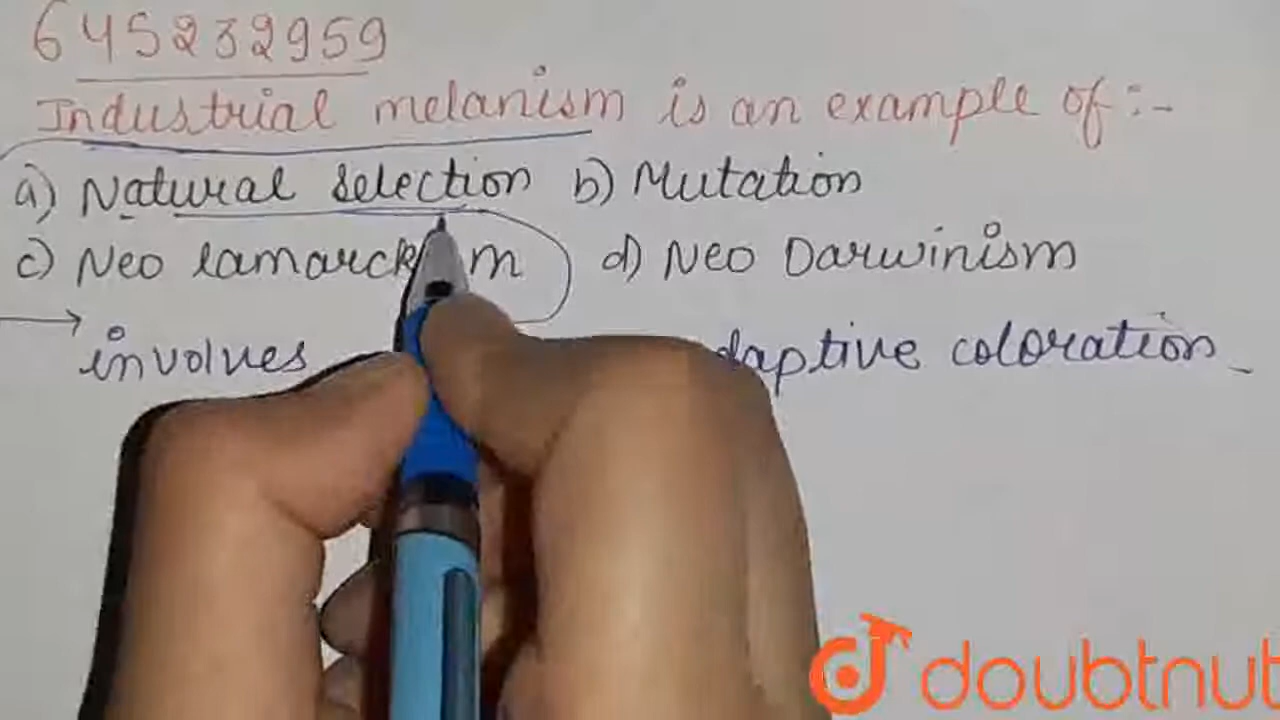 645232959
Industrial melanism is an example of:-
a) Natural selection b) Mutation
c) Neo lamarck m d) Neo Darwinism
→ involves daptive coloration
doubtnut